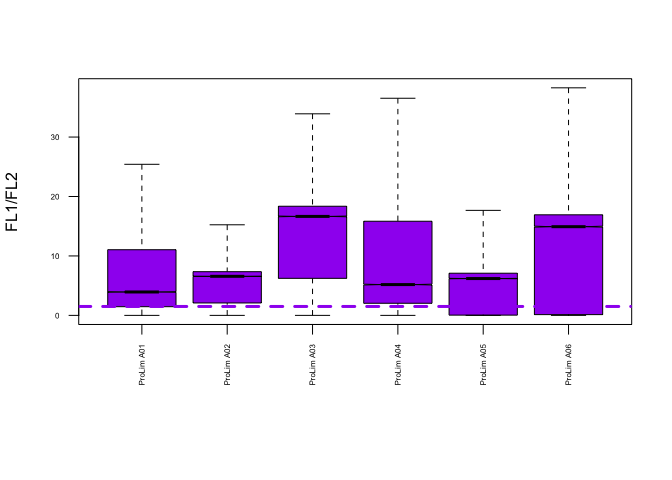 FL1/FL2
30
20
10
0
ProLim A01
ProLim A02
ProLim A03
ProLim A04
ProLim A05
ProLim A06